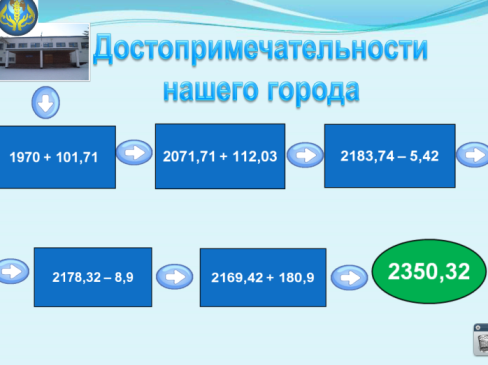 Достопримечательности
нашего города
1970 + 101,71
2071,71 + 112,03
2183,74 – 5,42
2178,32 – 8,9
2169,42 + 180,9
2350,32